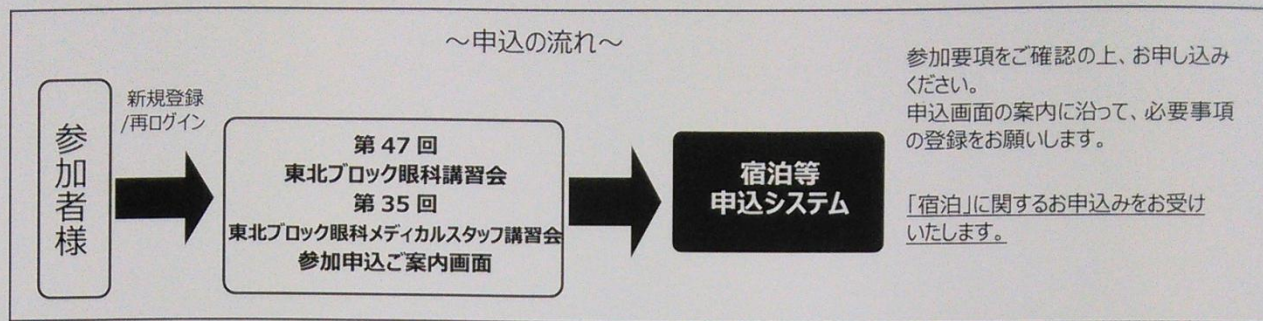 ～申込の流れ～
参加者様
新規登録
/再ログイン
第 47 回
東北ブロック眼科講習会
第 35 回
東北ブロック眼科メディカルスタッフ講習会
参加申込ご案内画面
宿泊等
申込システム
参加要項をご確認の上、お申し込み
ください。
申込画面の案内に沿って、必要事項
の登録をお願いします。
「宿泊」に関するお申込みをお受け
いたします。